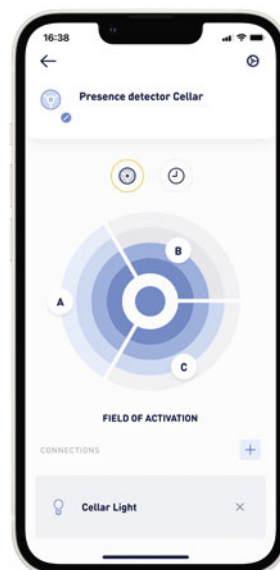 16:38
Presence detector Cellar
A
B
C
FIELD OF ACTIVATION
CONNECTIONS
+
Cellar Light
×